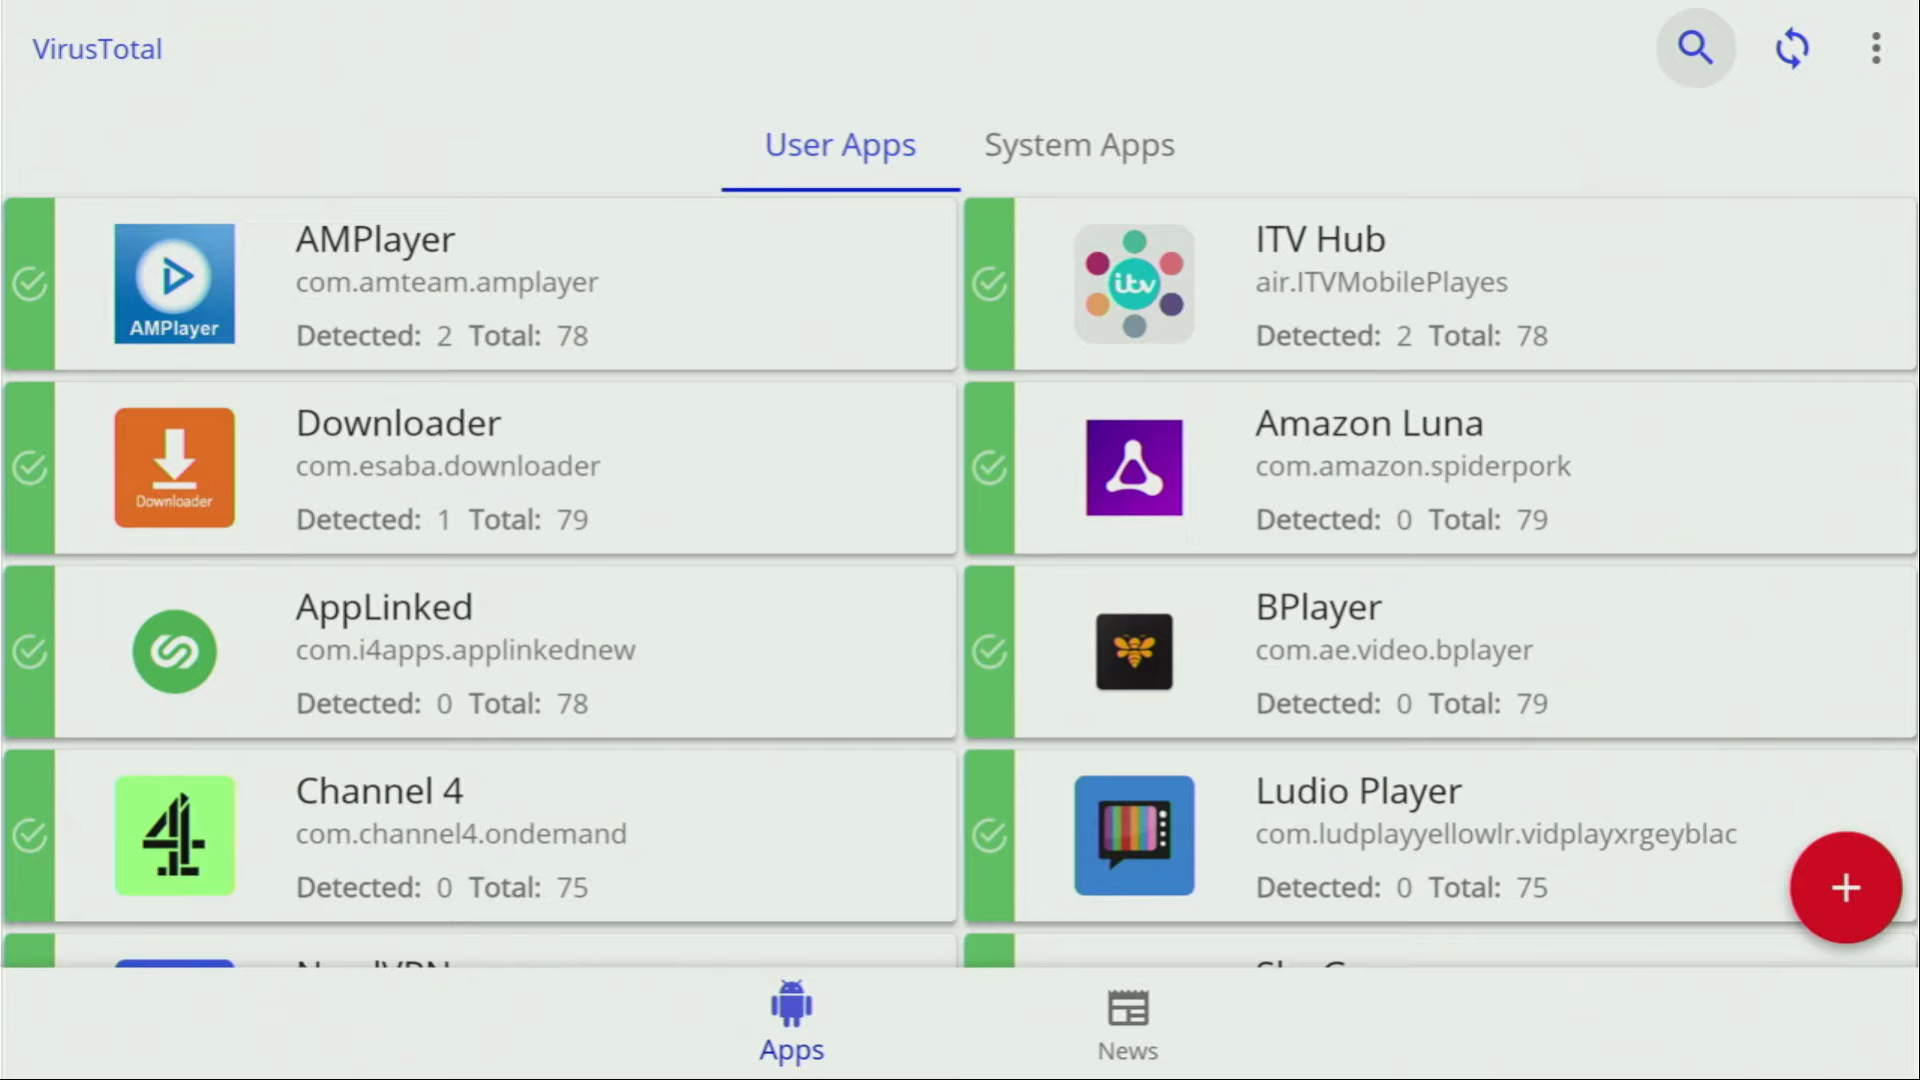 VirusTotal
User Apps
System Apps
AMPlayer
AMPlayer
com.amteam.amplayer
Detected: 2 Total: 78
itv
ITV Hub
air.ITVMobilePlayes
Detected: 2 Total: 78
Downloader
Downloader
com.esaba.downloader
Detected: 1 Total: 79
Amazon Luna
com.amazon.spiderpork
Detected: 0 Total: 79
AppLinked
com.i4apps.applinkednew
Detected: 0 Total: 78
BPlayer
com.ae.video.bplayer
Detected: 0 Total: 79
4
Channel 4
com.channel4.ondemand
Detected: 0 Total: 75
Ludio Player
com.ludplayyellowlr.vidplayxrgeyblac
Detected: 0 Total: 75
+
Apps
News